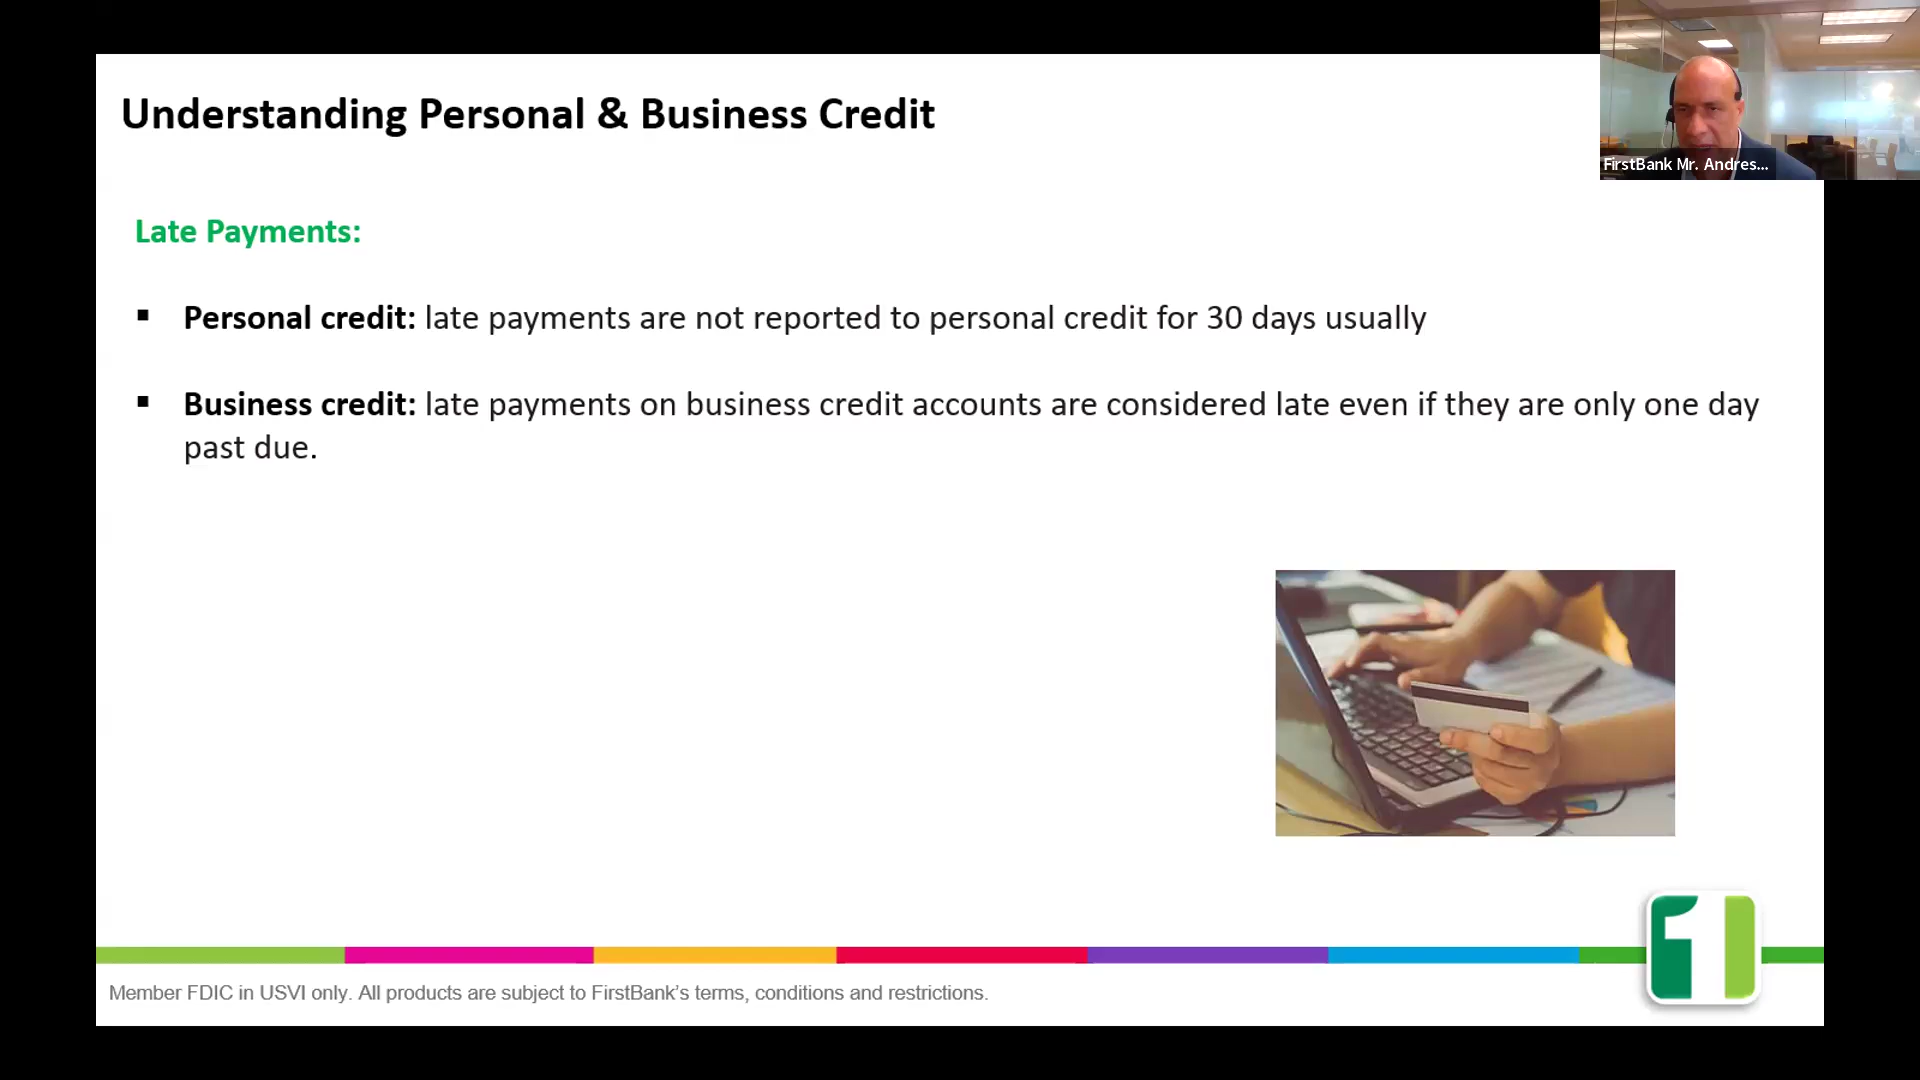 Understanding Personal & Business Credit
FirstBank Mr. Andres...
Late Payments:
▪ Personal credit: late payments are not reported to personal credit for 30 days usually
▪ Business credit: late payments on business credit accounts are considered late even if they are only one day
past due.
1
Member FDIC in USVI only. All products are subject to FirstBank’s terms, conditions and restrictions.